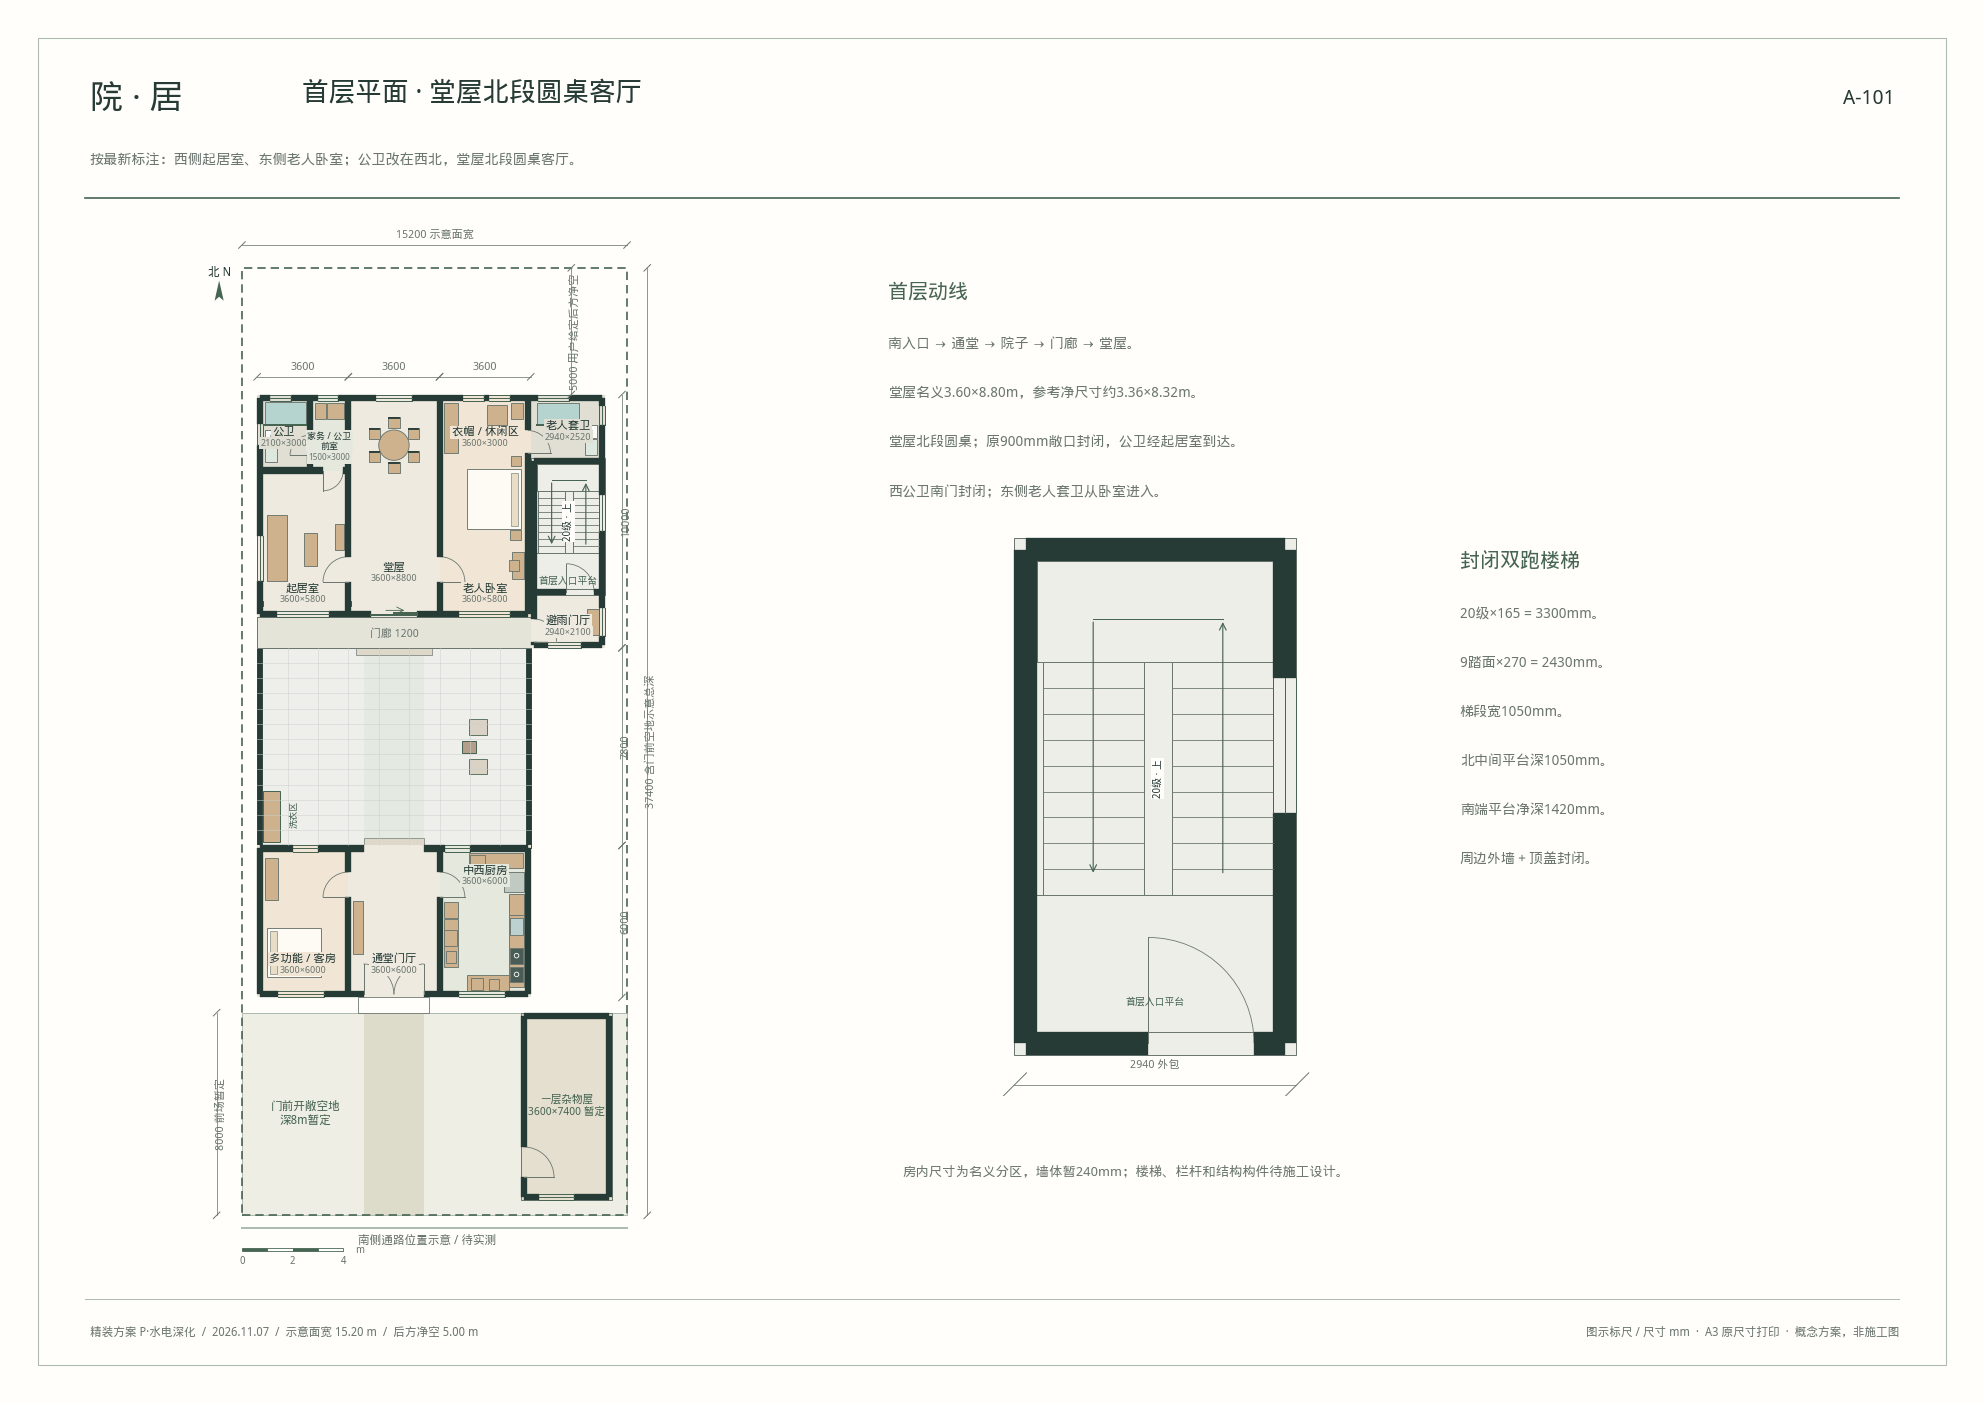 院 · 居
首层平面 · 堂屋北段圆桌客厅
A-101
按最新标注：西侧起居室、东侧老人卧室；公卫改在西北，堂屋北段圆桌客厅。
15200 示意面宽
北 N
5000 用户给定后方净空
3600
3600
3600
公卫
2100×3000
家务 / 公卫
前室
1500×3000
衣帽 / 休闲区
3600×3000
老人套卫
2940×2520
20级 · 上
10000
堂屋
3600×8800
起居室
3600×5800
老人卧室
3600×5800
首层入口平台
避雨门厅
2940×2100
门廊 1200
37400 含门前空地示意总深
7800
洗衣区
中西厨房
3600×6000
6000
多功能 / 客房
3600×6000
通堂门厅
3600×6000
8000 前场暂定
门前开敞空地
深8m暂定
一层杂物屋
3600×7400 暂定
南侧通路位置示意 / 待实测
m
0
2
4
首层动线
南入口 → 通堂 → 院子 → 门廊 → 堂屋。
堂屋名义3.60×8.80m，参考净尺寸约3.36×8.32m。
堂屋北段圆桌；原900mm敞口封闭，公卫经起居室到达。
西公卫南门封闭；东侧老人套卫从卧室进入。
20级 · 上
首层入口平台
2940 外包
封闭双跑楼梯
20级×165 = 3300mm。
9踏面×270 = 2430mm。
梯段宽1050mm。
北中间平台深1050mm。
南端平台净深1420mm。
周边外墙 + 顶盖封闭。
房内尺寸为名义分区，墙体暂240mm；楼梯、栏杆和结构构件待施工设计。
精装方案 P·水电深化 / 2026.11.07 / 示意面宽 15.20 m / 后方净空 5.00 m
图示标尺 / 尺寸 mm · A3 原尺寸打印 · 概念方案，非施工图